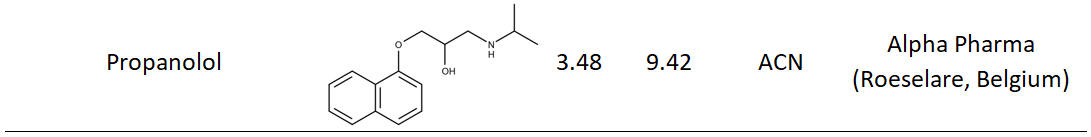 Propanolol
O
N
H
OH
3.48
9.42
ACN
Alpha Pharma
(Roeselare, Belgium)